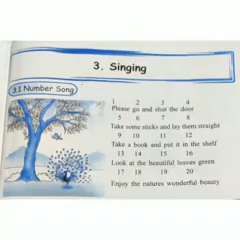 3. Singing
3.1 Number Song
1 2 3 4
Please go and shut the door
5 6 7 8
Take some sticks and lay them straight
9 10 11 12
Take a book and put it in the shelf
13 14 15 16
Look at the beautiful leaves green
17 18 19 20
Enjoy the natures wonderful beauty